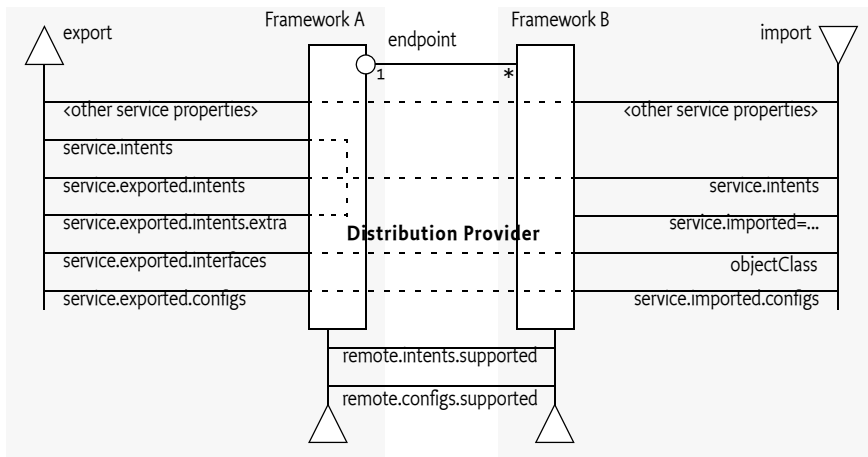 Framework A
Framework B
export
endpoint
import
1
*
<other service properties>
<other service properties>
service.intents
service.exported.intents
service.intents
service.exported.intents.extra
service.imported=...
Distribution Provider
service.exported.interfaces
objectClass
service.exported.configs
service.imported.configs
remote.intents.supported
remote.configs.supported